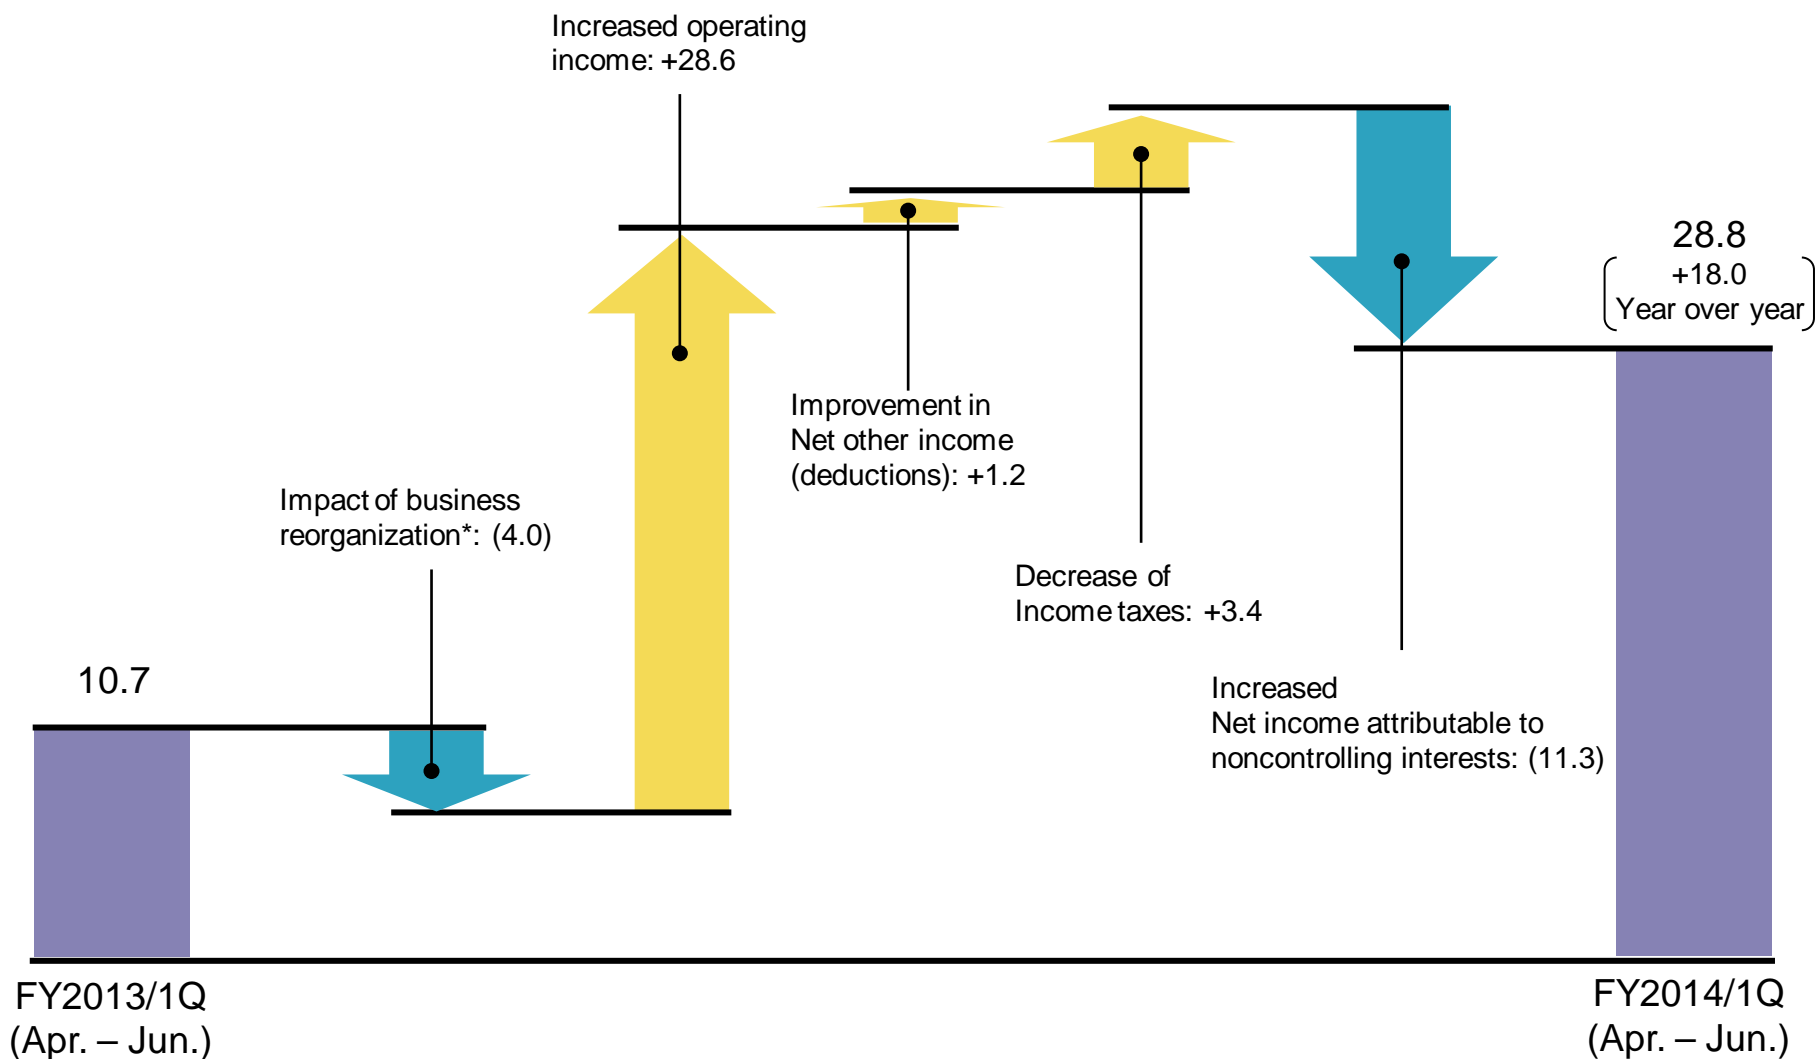 Increased operating
income: +28.6
28.8
+18.0
Year over year
Improvement in
Net other income
(deductions): +1.2
Impact of business
reorganization*: (4.0)
Decrease of
Income taxes: +3.4
10.7
Increased
Net income attributable to
noncontrolling interests: (11.3)
FY2013/1Q
(Apr. – Jun.)
FY2014/1Q
(Apr. – Jun.)